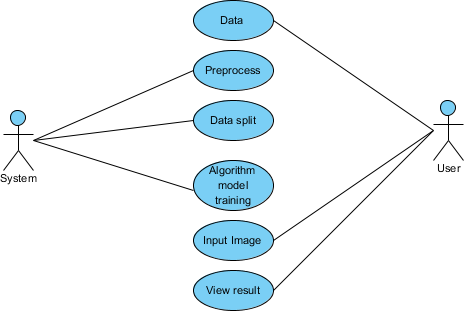 Data
Preprocess
Data split
Algorithm
model
training
Input Image
View result
System
User